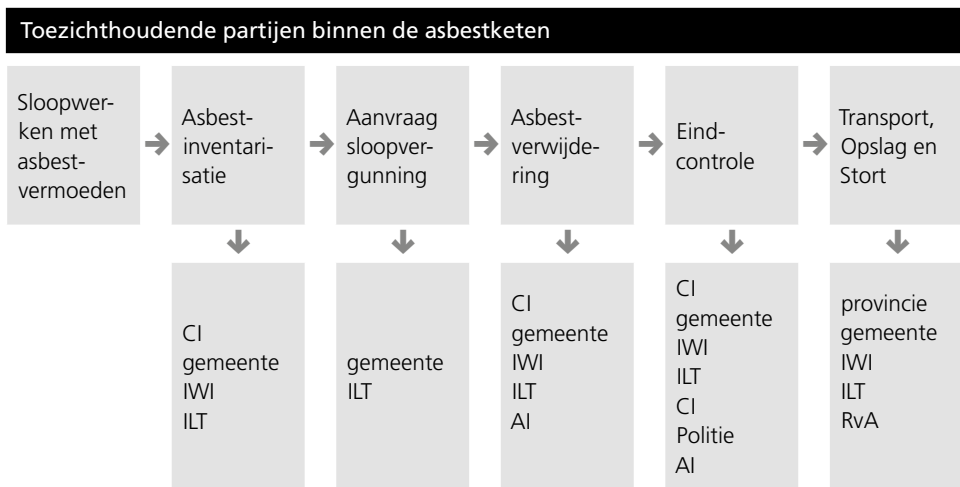 Toezichthoudende partijen binnen de asbestketen
Sloopwer-
ken met
asbest-
vermoeden
Asbest-
inventari-
satie
Aanvraag
sloopver-
gunning
Asbest-
verwijde-
ring
Eind-
controle
Transport,
Opslag en
Stort
CI
gemeente
IWI
ILT
gemeente
ILT
CI
gemeente
IWI
ILT
AI
CI
gemeente
IWI
ILT
CI
Politie
AI
provincie
gemeente
IWI
ILT
RvA